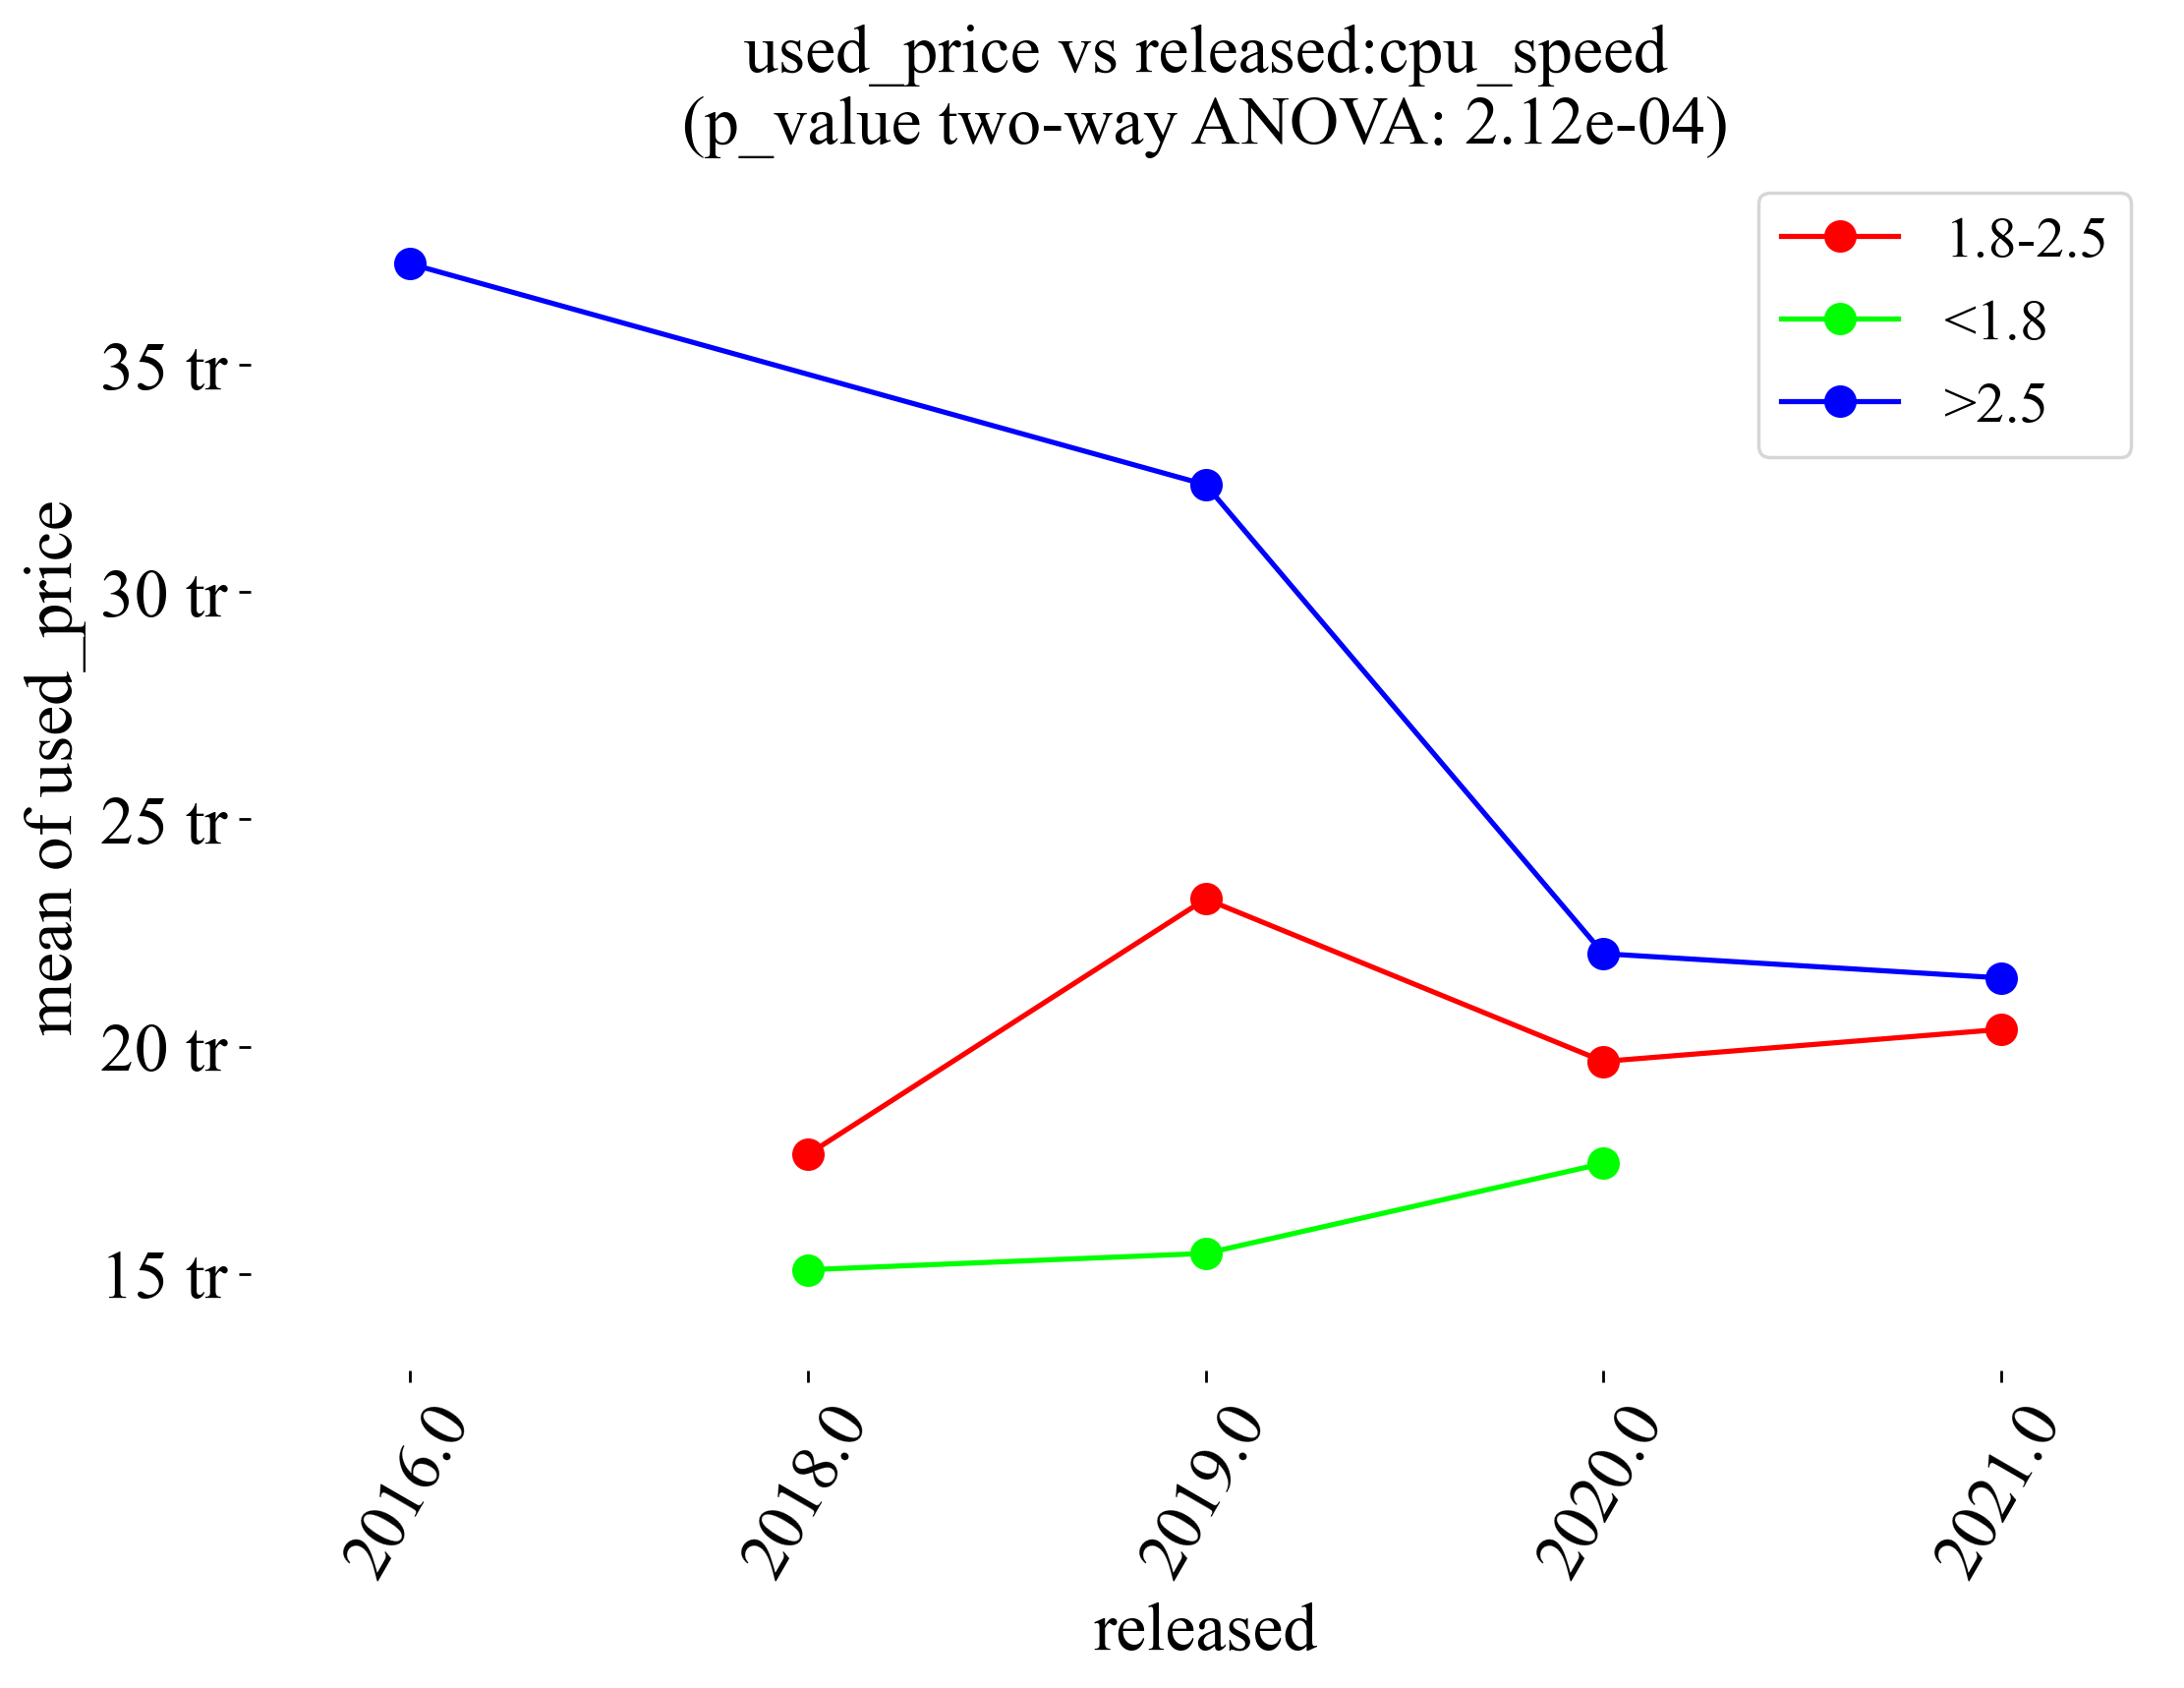 used_price vs released:cpu_speed
(p_value two-way ANOVA: 2.12e-04)
1.8-2.5
<1.8
>2.5
mean of used_price
35 tr
30 tr
25 tr
20 tr
15 tr
2016.0
2018.0
2019.0
2020.0
2021.0
released